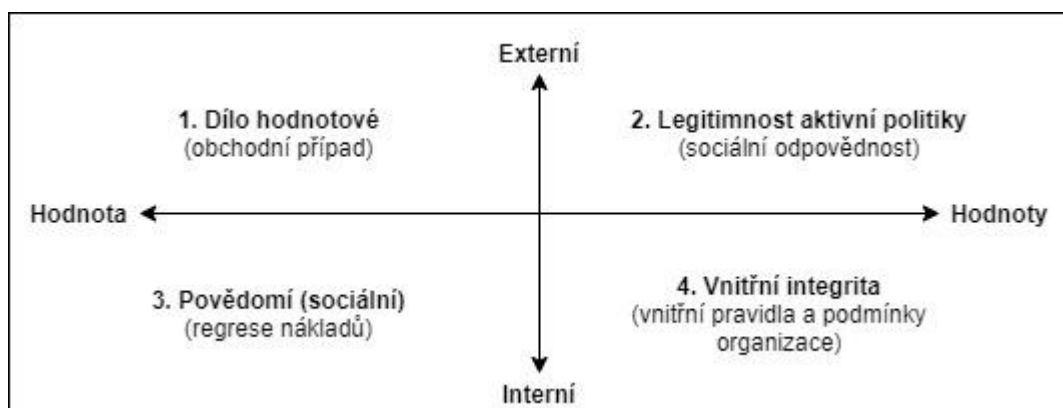 Externí
1. Dílo hodnotové
(obchodní případ)
2. Legitimnost aktivní politiky
(sociální odpovědnost)
Hodnota
Hodnoty
3. Povědomí (sociální)
(regrese nákladů)
4. Vnitřní integrita
(vnitřní pravidla a podmínky
organizace)
Interní